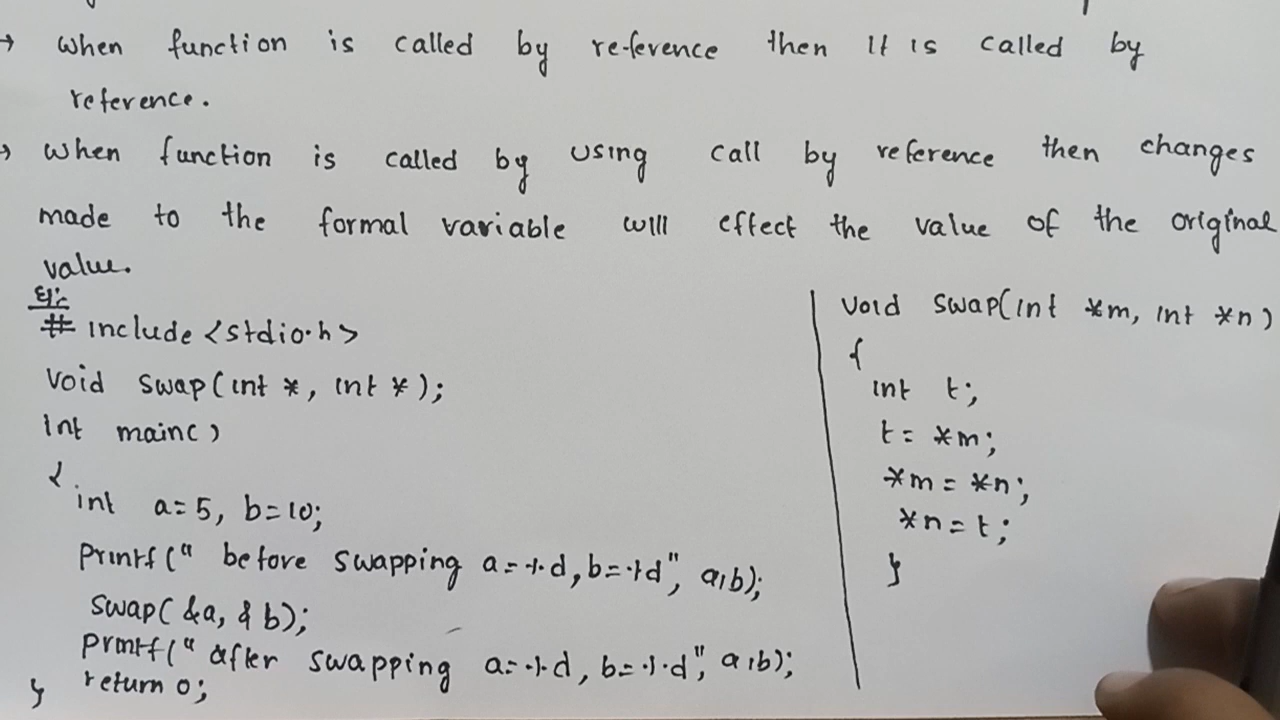 → when function is called by reference then it is called by
reference.
→ when function is called by using call by reference then changes
made to the formal variable will effect the value of the original
value.
Ex:
# include <stdio.h>
void swap(int *, int *);
int main()
{
int a=5, b=10;
printf(" before swapping a=%d, b=%d", a,b);
swap( &a, & b);
printf(" after swapping a=%d, b=%d", a,b);
return 0;
}
void swap(int *m, int *n)
{
int t;
t= *m;
*m = *n;
*n=t;
}